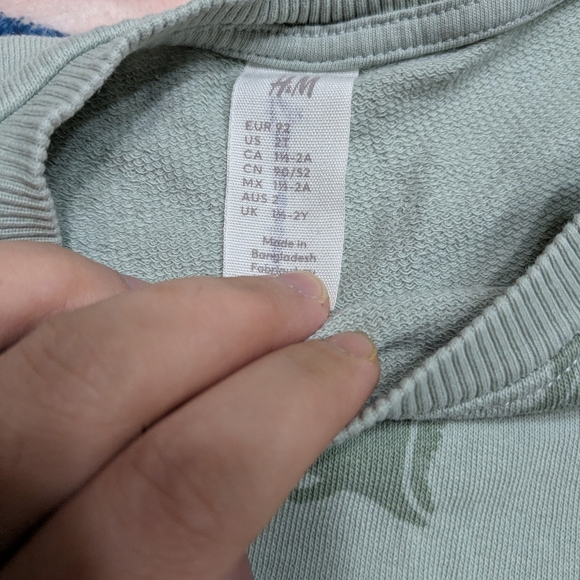 H&M
EUR 92
US 2T
CA 1½-2A
CN 90/52
MX 1½-2A
AUS 2
UK 1½-2Y
Made in
Bangladesh